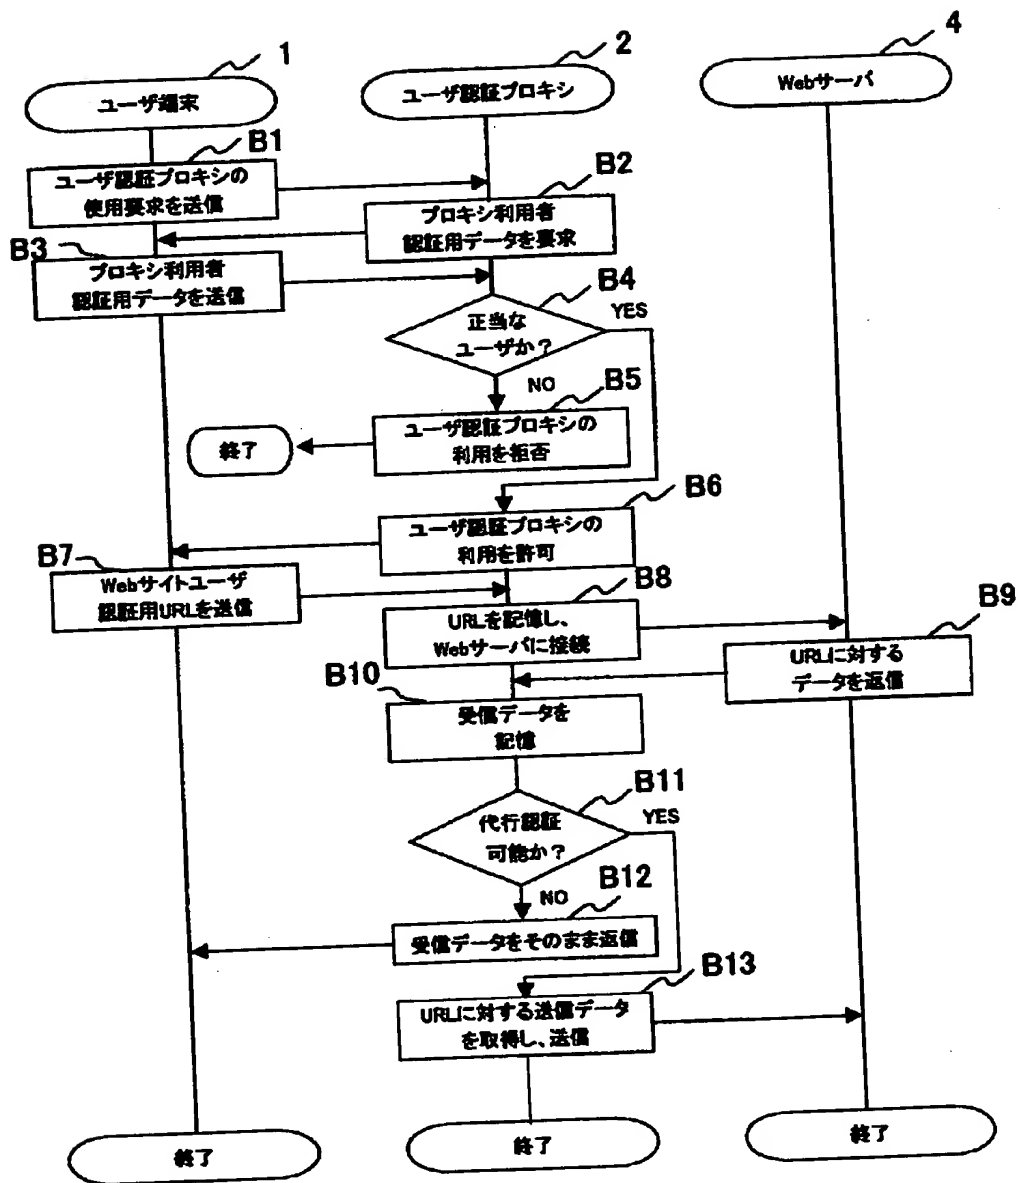 1
2
4
ユーザ端末
ユーザ認証プロキシ
Webサーバ
B1
ユーザ認証プロキシの
使用要求を送信
B2
プロキシ利用者
認証用データを要求
B3
プロキシ利用者
認証用データを送信
B4
正当な
ユーザか?
YES
NO
B5
ユーザ認証プロキシの
利用を拒否
終了
B6
ユーザ認証プロキシの
利用を許可
B7
Webサイトユーザ
認証用URLを送信
B8
URLを記憶し、
Webサーバに接続
B9
URLに対する
データを返信
B10
受信データを
記憶
B11
代行認証
可能か?
YES
NO
B12
受信データをそのまま返信
B13
URLに対する送信データ
を取得し、送信
終了
終了
終了